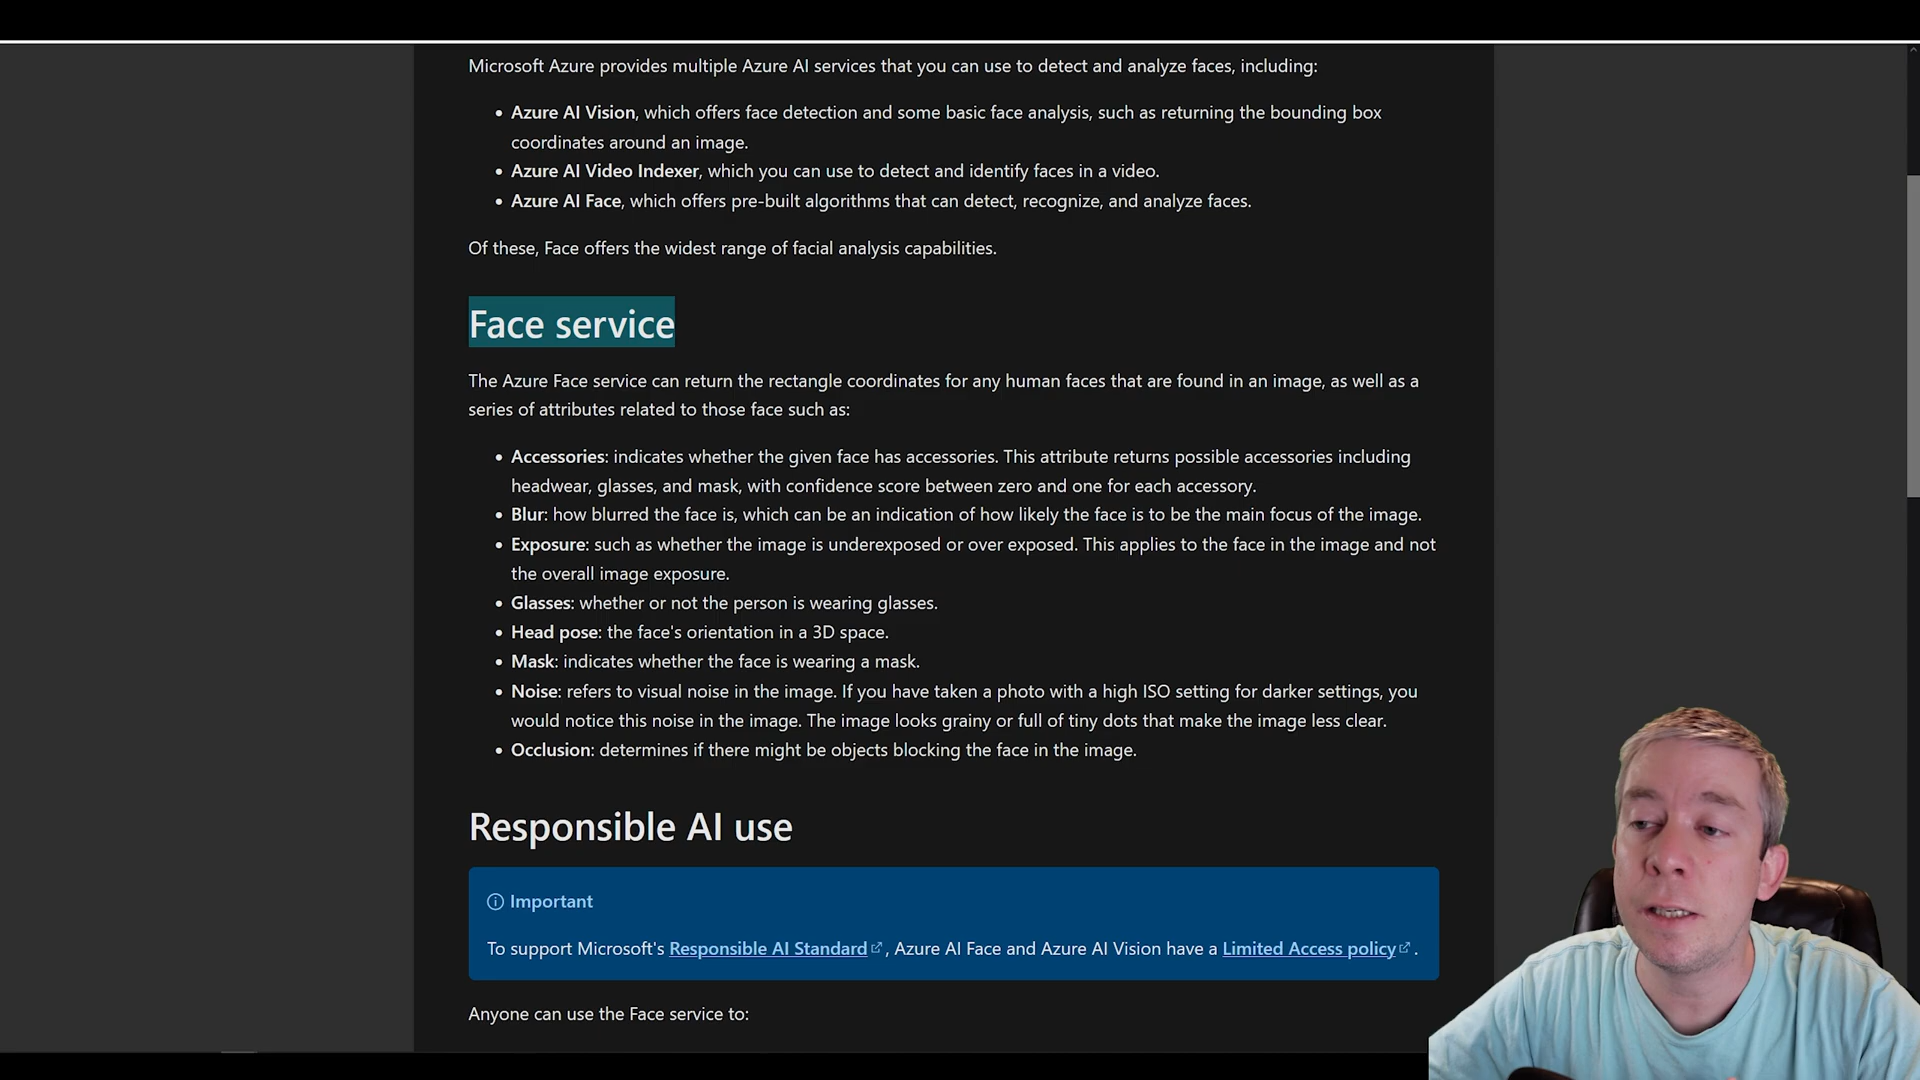 Microsoft Azure provides multiple Azure AI services that you can use to detect and analyze faces, including:
• Azure AI Vision, which offers face detection and some basic face analysis, such as returning the bounding box
coordinates around an image.
• Azure AI Video Indexer, which you can use to detect and identify faces in a video.
• Azure AI Face, which offers pre-built algorithms that can detect, recognize, and analyze faces.
Of these, Face offers the widest range of facial analysis capabilities.
Face service
The Azure Face service can return the rectangle coordinates for any human faces that are found in an image, as well as a
series of attributes related to those face such as:
• Accessories: indicates whether the given face has accessories. This attribute returns possible accessories including
headwear, glasses, and mask, with confidence score between zero and one for each accessory.
• Blur: how blurred the face is, which can be an indication of how likely the face is to be the main focus of the image.
• Exposure: such as whether the image is underexposed or over exposed. This applies to the face in the image and not
the overall image exposure.
• Glasses: whether or not the person is wearing glasses.
• Head pose: the face's orientation in a 3D space.
• Mask: indicates whether the face is wearing a mask.
• Noise: refers to visual noise in the image. If you have taken a photo with a high ISO setting for darker settings, you
would notice this noise in the image. The image looks grainy or full of tiny dots that make the image less clear.
• Occlusion: determines if there might be objects blocking the face in the image.
Responsible AI use
Important
To support Microsoft's Responsible AI Standard, Azure AI Face and Azure AI Vision have a Limited Access policy.
Anyone can use the Face service to: